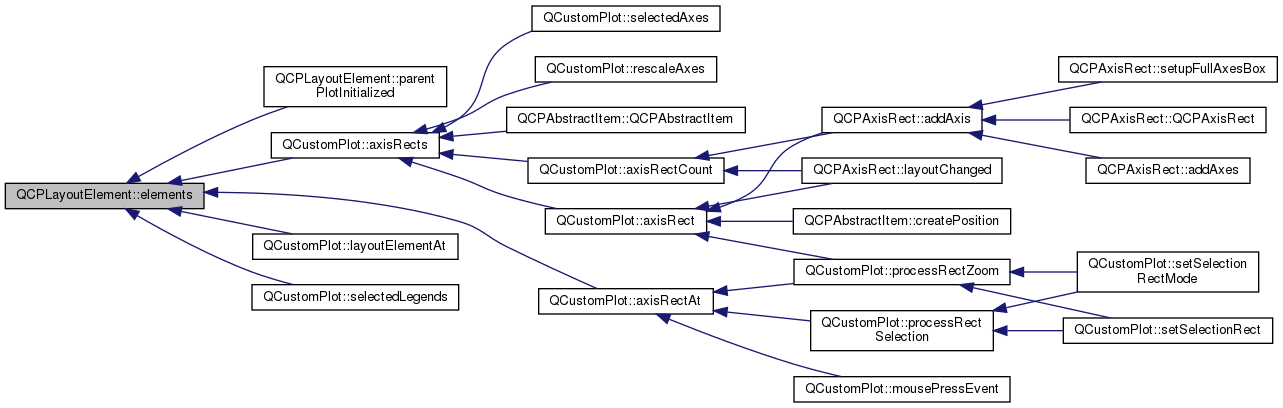 QCPLayoutElement::elements
QCPLayoutElement::parent
PlotInitialized
QCustomPlot::axisRects
QCustomPlot::layoutElementAt
QCustomPlot::selectedLegends
QCustomPlot::selectedAxes
QCustomPlot::rescaleAxes
QCPAbstractItem::QCPAbstractItem
QCustomPlot::axisRectCount
QCustomPlot::axisRect
QCustomPlot::axisRectAt
QCPAxisRect::addAxis
QCPAxisRect::layoutChanged
QCPAbstractItem::createPosition
QCustomPlot::processRectZoom
QCustomPlot::processRect
Selection
QCustomPlot::mousePressEvent
QCPAxisRect::setupFullAxesBox
QCPAxisRect::QCPAxisRect
QCPAxisRect::addAxes
QCustomPlot::setSelection
RectMode
QCustomPlot::setSelectionRect